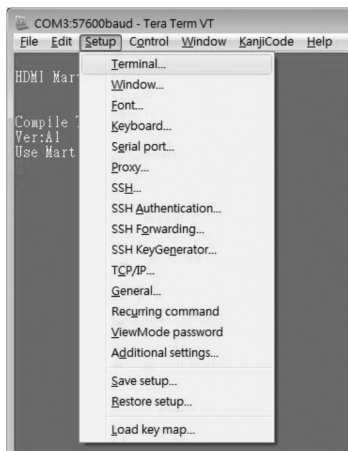 COM3:57600baud - Tera Term VT
File Edit Setup Control Window KanjiCode Help
HDMI Mar
Compile T
Ver:A1
Use Mart
Terminal...
Window...
Font...
Keyboard...
Serial port...
Proxy...
SSH...
SSH Authentication...
SSH Forwarding...
SSH KeyGenerator...
TCP/IP...
General...
Recurring command
ViewMode password
Additional settings...
Save setup...
Restore setup...
Load key map...